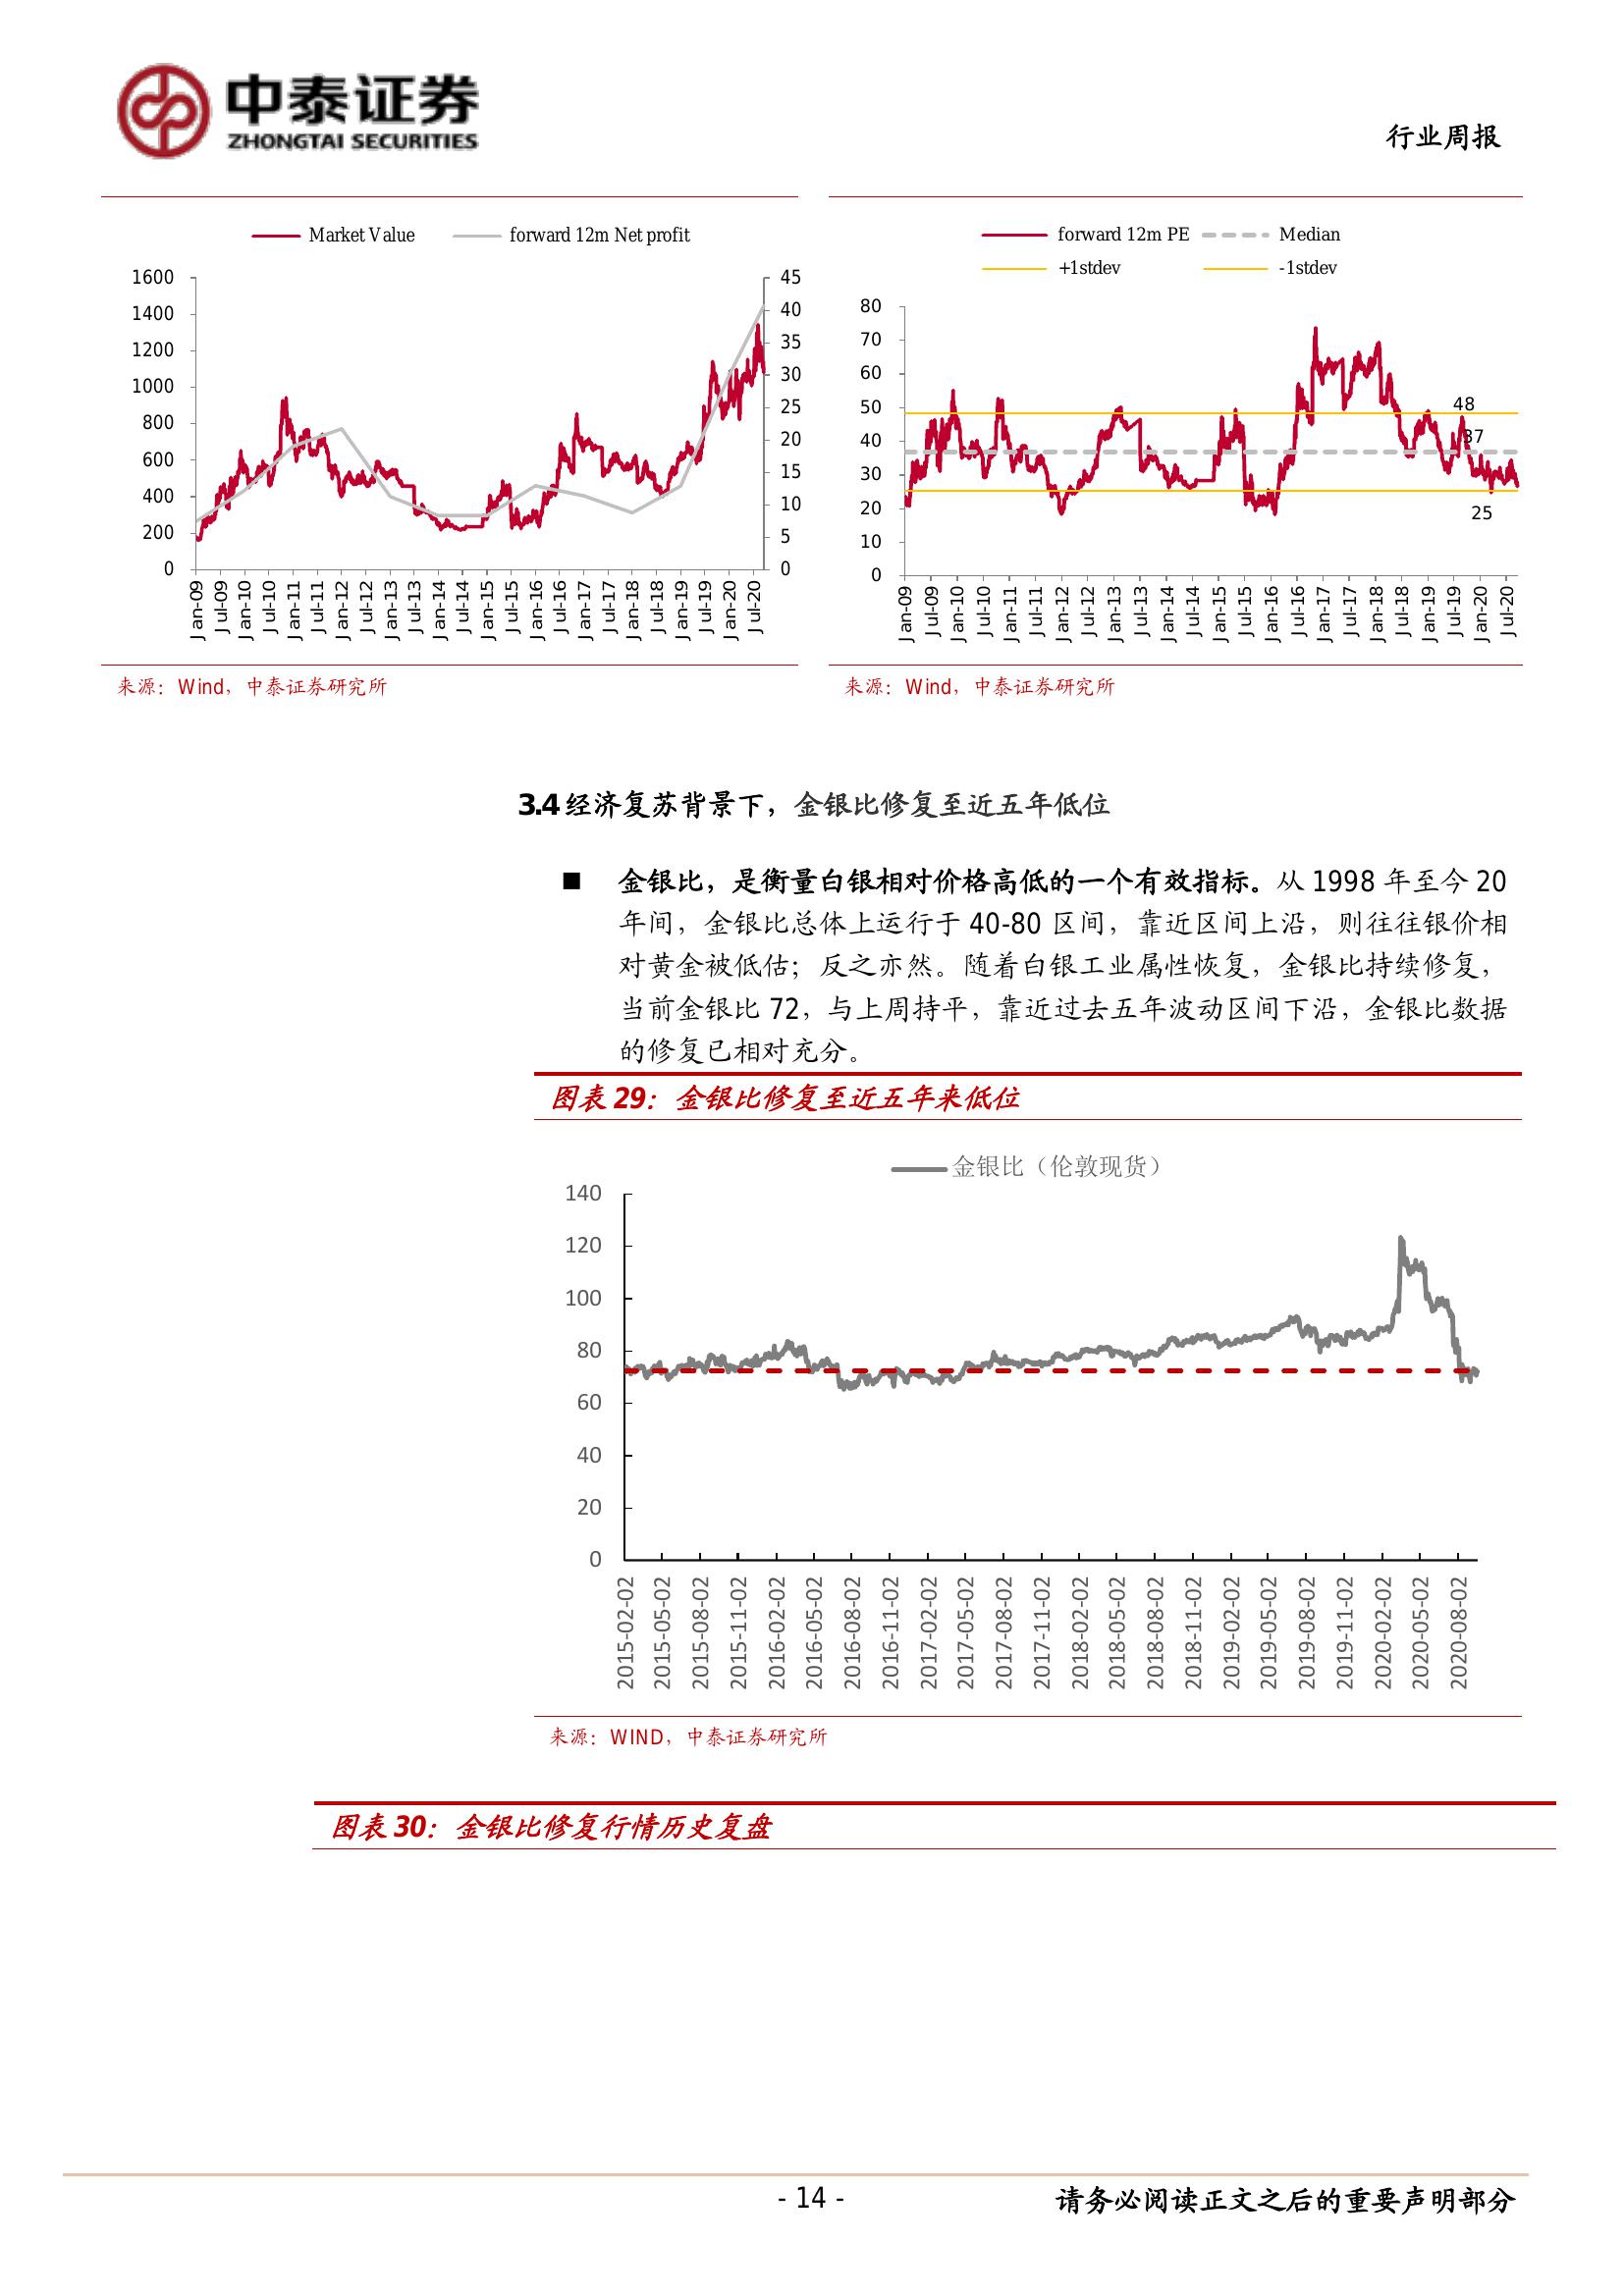 中泰证券
ZHONGTAI SECURITIES
行业周报
Market Value forward 12m Net profit
1600
1400
1200
1000
800
600
400
200
0
45
40
35
30
25
20
15
10
5
0
Jan-09 Jul-09 Jan-10 Jul-10 Jan-11 Jul-11 Jan-12 Jul-12 Jan-13 Jul-13 Jan-14 Jul-14 Jan-15 Jul-15 Jan-16 Jul-16 Jan-17 Jul-17 Jan-18 Jul-18 Jan-19 Jul-19 Jan-20 Jul-20
来源：Wind，中泰证券研究所
forward 12m PE Median
+1stdev -1stdev
80
70
60
50
40
30
20
10
0
48
37
25
Jan-09 Jul-09 Jan-10 Jul-10 Jan-11 Jul-11 Jan-12 Jul-12 Jan-13 Jul-13 Jan-14 Jul-14 Jan-15 Jul-15 Jan-16 Jul-16 Jan-17 Jul-17 Jan-18 Jul-18 Jan-19 Jul-19 Jan-20 Jul-20
来源：Wind，中泰证券研究所
3.4 经济复苏背景下，金银比修复至近五年低位
■ 金银比，是衡量白银相对价格高低的一个有效指标。从 1998 年至今 20
年间，金银比总体上运行于 40-80 区间，靠近区间上沿，则往往银价相
对黄金被低估；反之亦然。随着白银工业属性恢复，金银比持续修复，
当前金银比 72，与上周持平，靠近过去五年波动区间下沿，金银比数据
的修复已相对充分。
图表 29：金银比修复至近五年来低位
金银比（伦敦现货）
140
120
100
80
60
40
20
0
2015-02-02 2015-05-02 2015-08-02 2015-11-02 2016-02-02 2016-05-02 2016-08-02 2016-11-02 2017-02-02 2017-05-02 2017-08-02 2017-11-02 2018-02-02 2018-05-02 2018-08-02 2018-11-02 2019-02-02 2019-05-02 2019-08-02 2019-11-02 2020-02-02 2020-05-02 2020-08-02
来源：WIND，中泰证券研究所
图表 30：金银比修复行情历史复盘
- 14 -
请务必阅读正文之后的重要声明部分